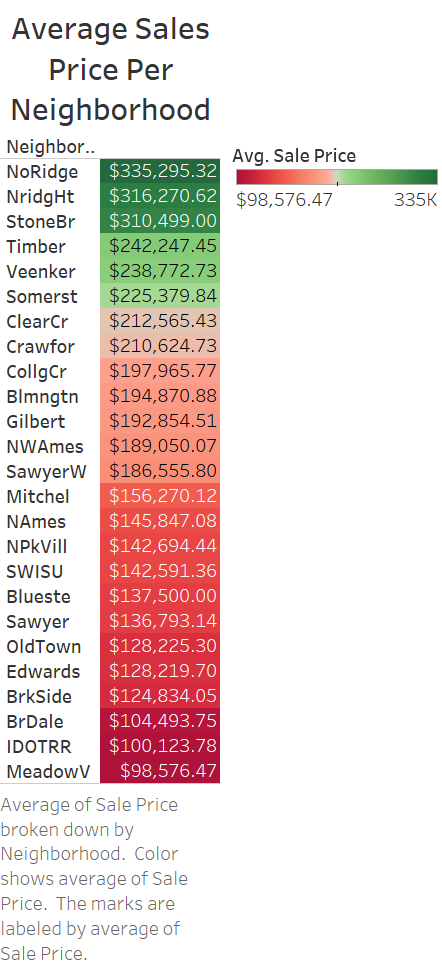 Average Sales
Price Per
Neighborhood
Neighbor..
NoRidge $335,295.32
NridgHt $316,270.62
StoneBr $310,499.00
Timber $242,247.45
Veenker $238,772.73
Somerst $225,379.84
ClearCr $212,565.43
Crawfor $210,624.73
CollgCr $197,965.77
Blmngtn $194,870.88
Gilbert $192,854.51
NWAmes $189,050.07
SawyerW $186,555.80
Mitchel $156,270.12
NAmes $145,847.08
NPkVill $142,694.44
SWISU $142,591.36
Blueste $137,500.00
Sawyer $136,793.14
OldTown $128,225.30
Edwards $128,219.70
BrkSide $124,834.05
BrDale $104,493.75
IDOTRR $100,123.78
MeadowV $98,576.47
Avg. Sale Price
$98,576.47 335K
Average of Sale Price
broken down by
Neighborhood.  Color
shows average of Sale
Price.  The marks are
labeled by average of
Sale Price.